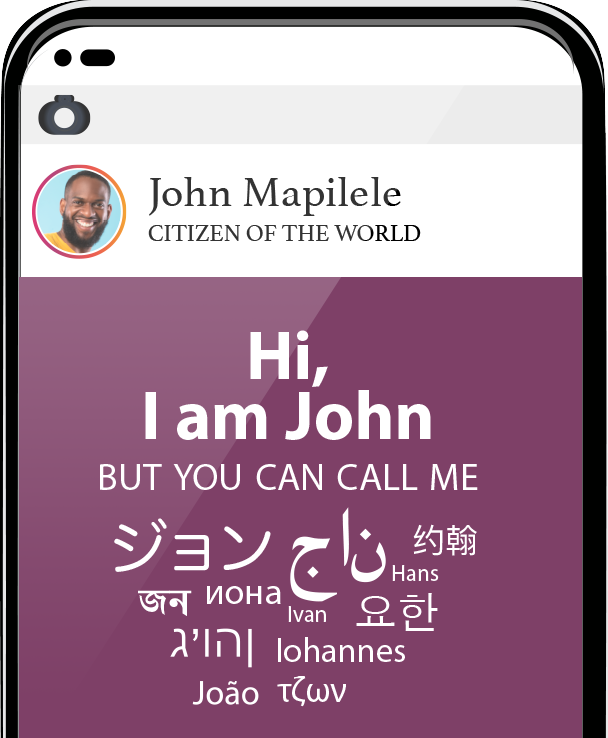 John Mapilele
CITIZEN OF THE WORLD
Hi,
I am John
BUT YOU CAN CALL ME
ジョン جان 约翰
Hans
জন иона Ivan 요한
ןהו'ג Iohannes
João τζων